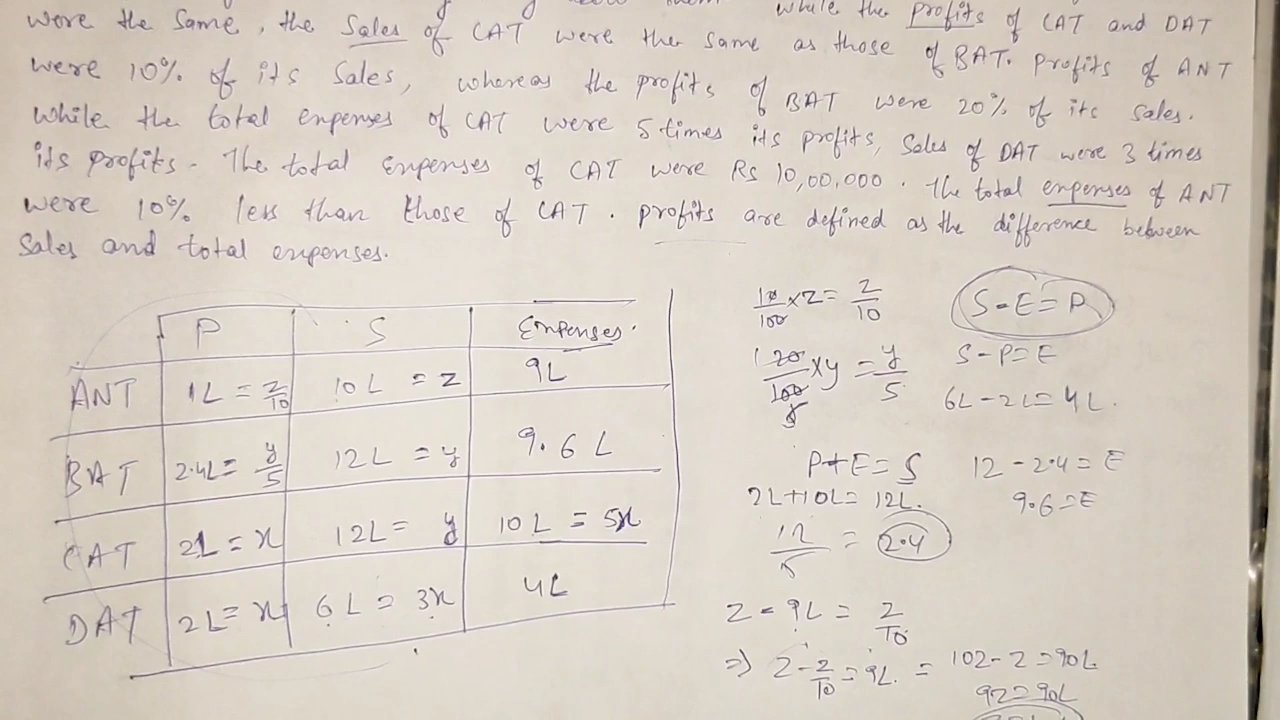 them while the profits of CAT and DAT
were the same, the Sales of CAT were the same as those of BAT. Profits of ANT
were 10% of its Sales, whereas the profits of BAT were 20% of its sales.
While the total expenses of CAT were 5 times its profits, Sales of DAT were 3 times
its profits. The total expenses of CAT were Rs 10,00,000. The total expenses of ANT
were 10% less than those of CAT. profits are defined as the difference between
Sales and total expenses.
P S Expenses
ANT 1L = z/10 10L = z 9L
BAT 2.4L = y/5 12L = y 9.6L
CAT 2L = x 12L = y 10L = 5x
DAT 2L = x 6L = 3x 4L
10/100 × z = z/10
20/100 × y = y/5
S-E=P
S-P=E
6L-2L=4L.
P+E=S
2L+10L=12L.
12/5 = 2.4
12-2.4=E
9.6=E
z-9L = z/10
⇒ z - z/10 = 9L. = 10z-z=90L
9z=90L